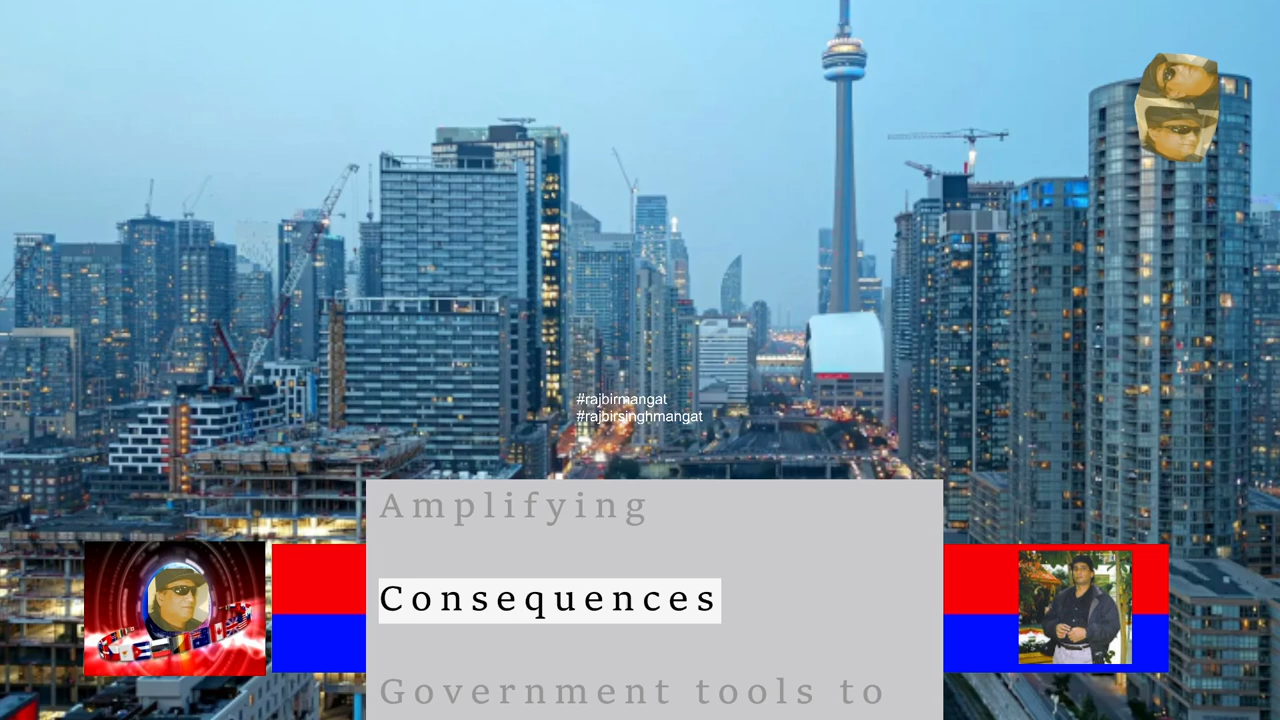 #rajbirmangat
#rajbirsinghmangat
Amplifying
Consequences
Government tools to